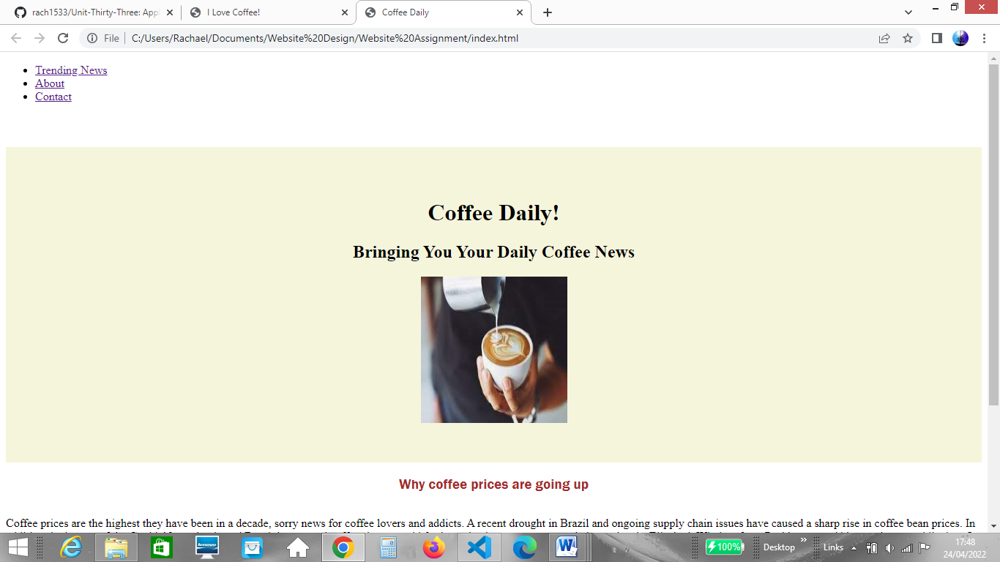 rach1533/Unit-Thirty-Three: Appl
I Love Coffee!
Coffee Daily
File
C:/Users/Rachael/Documents/Website%20Design/Website%20Assignment/index.html
Trending News
About
Contact
Coffee Daily!
Bringing You Your Daily Coffee News
Why coffee prices are going up
Coffee prices are the highest they have been in a decade, sorry news for coffee lovers and addicts. A recent drought in Brazil and ongoing supply chain issues have caused a sharp rise in coffee bean prices. In
lenovo
100%
Desktop
Links
17:48
24/04/2022